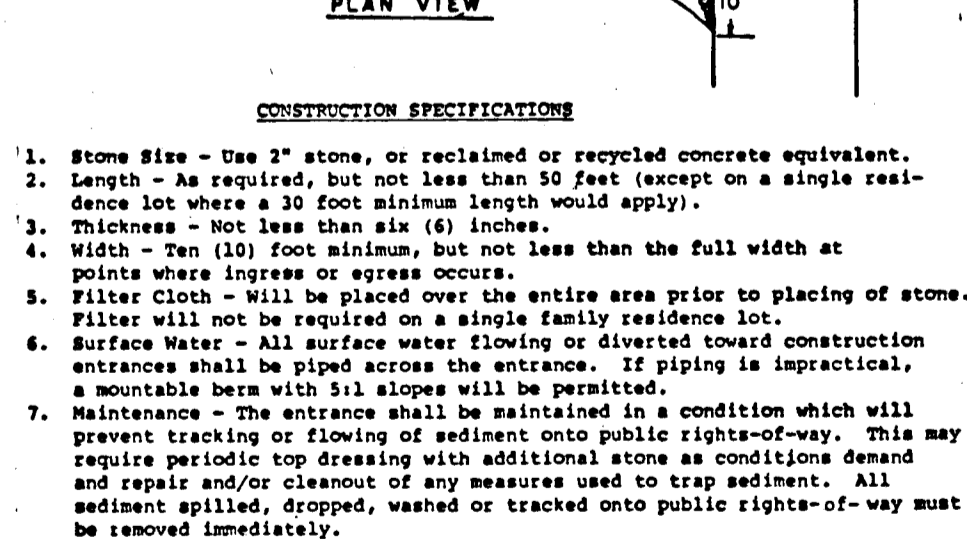 PLAN VIEW
10
CONSTRUCTION SPECIFICATIONS
1. Stone Size - Use 2" stone, or reclaimed or recycled concrete equivalent.
2. Length - As required, but not less than 50 feet (except on a single resi-
dence lot where a 30 foot minimum length would apply).
3. Thickness - Not less than six (6) inches.
4. Width - Ten (10) foot minimum, but not less than the full width at
points where ingress or egress occurs.
5. Filter Cloth - Will be placed over the entire area prior to placing of stone.
Filter will not be required on a single family residence lot.
6. Surface Water - All surface water flowing or diverted toward construction
entrances shall be piped across the entrance. If piping is impractical,
a mountable berm with 5:1 slopes will be permitted.
7. Maintenance - The entrance shall be maintained in a condition which will
prevent tracking or flowing of sediment onto public rights-of-way. This may
require periodic top dressing with additional stone as conditions demand
and repair and/or cleanout of any measures used to trap sediment. All
sediment spilled, dropped, washed or tracked onto public rights-of-way must
be removed immediately.